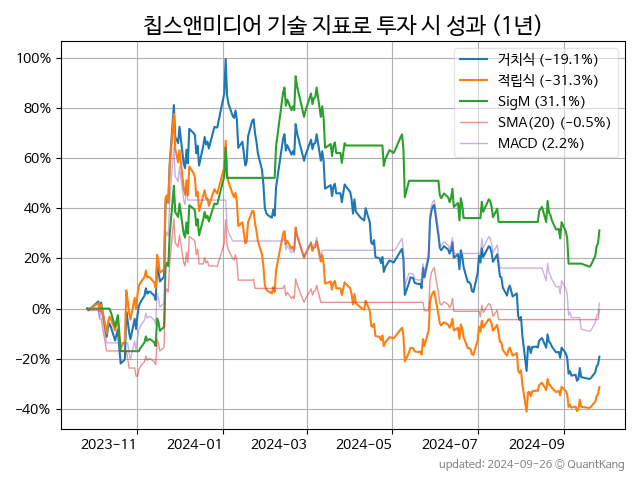 칩스앤미디어 기술 지표로 투자 시 성과 (1년)
거치식 (−19.1%)
적립식 (−31.3%)
SigM (31.1%)
SMA(20) (−0.5%)
MACD (2.2%)
100%
80%
60%
40%
20%
0%
−20%
−40%
2023-11 2024-01 2024-03 2024-05 2024-07 2024-09
updated: 2024-09-26 © QuantKang